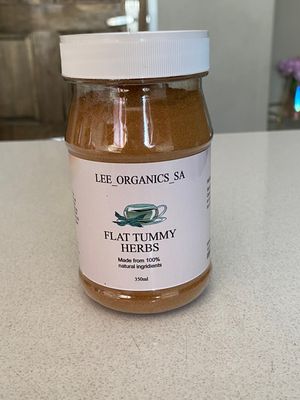 LEE_ORGANICS_SA
FLAT TUMMY
HERBS
Made from 100%
natural ingridients
350ml